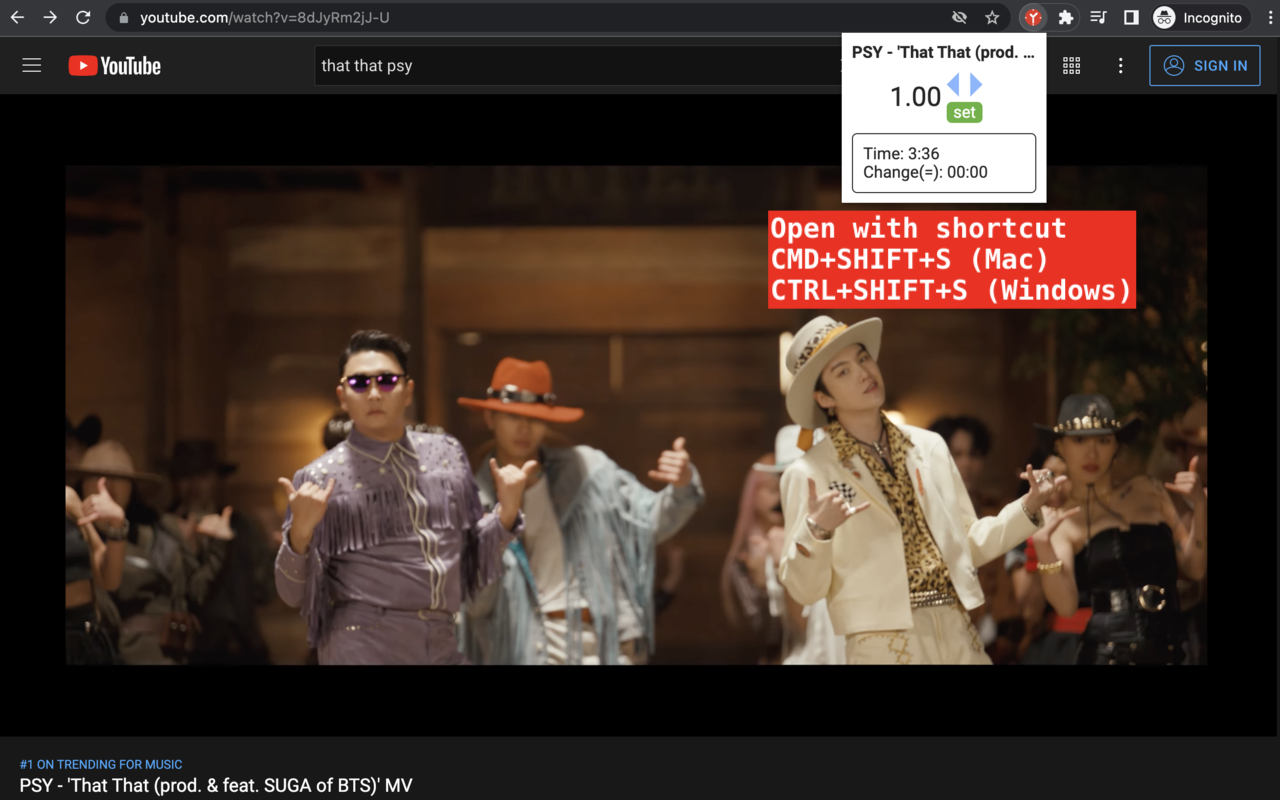 youtube.com/watch?v=8dJyRm2jJ-U
Incognito
YouTube
that that psy
SIGN IN
PSY - 'That That (prod. ...
1.00
set
Time: 3:36
Change(=): 00:00
Open with shortcut
CMD+SHIFT+S (Mac)
CTRL+SHIFT+S (Windows)
#1 ON TRENDING FOR MUSIC
PSY - 'That That (prod. & feat. SUGA of BTS)' MV